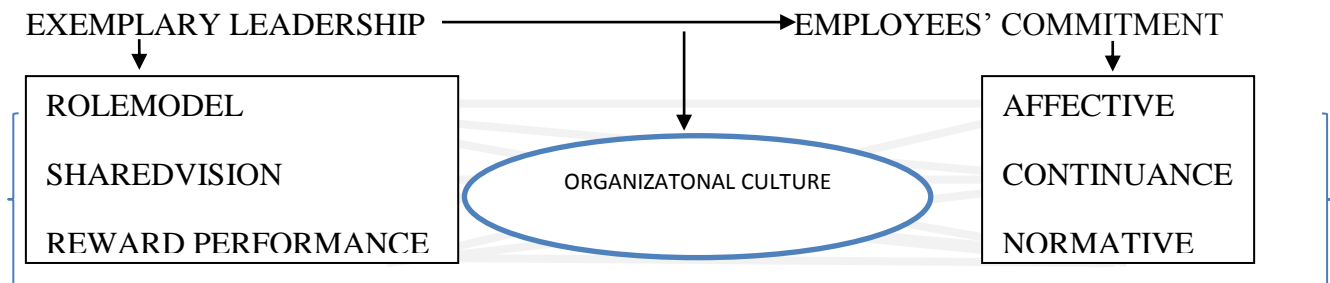 EXEMPLARY LEADERSHIP
EMPLOYEES’ COMMITMENT
ROLEMODEL
SHAREDVISION
REWARD PERFORMANCE
ORGANIZATONAL CULTURE
AFFECTIVE
CONTINUANCE
NORMATIVE